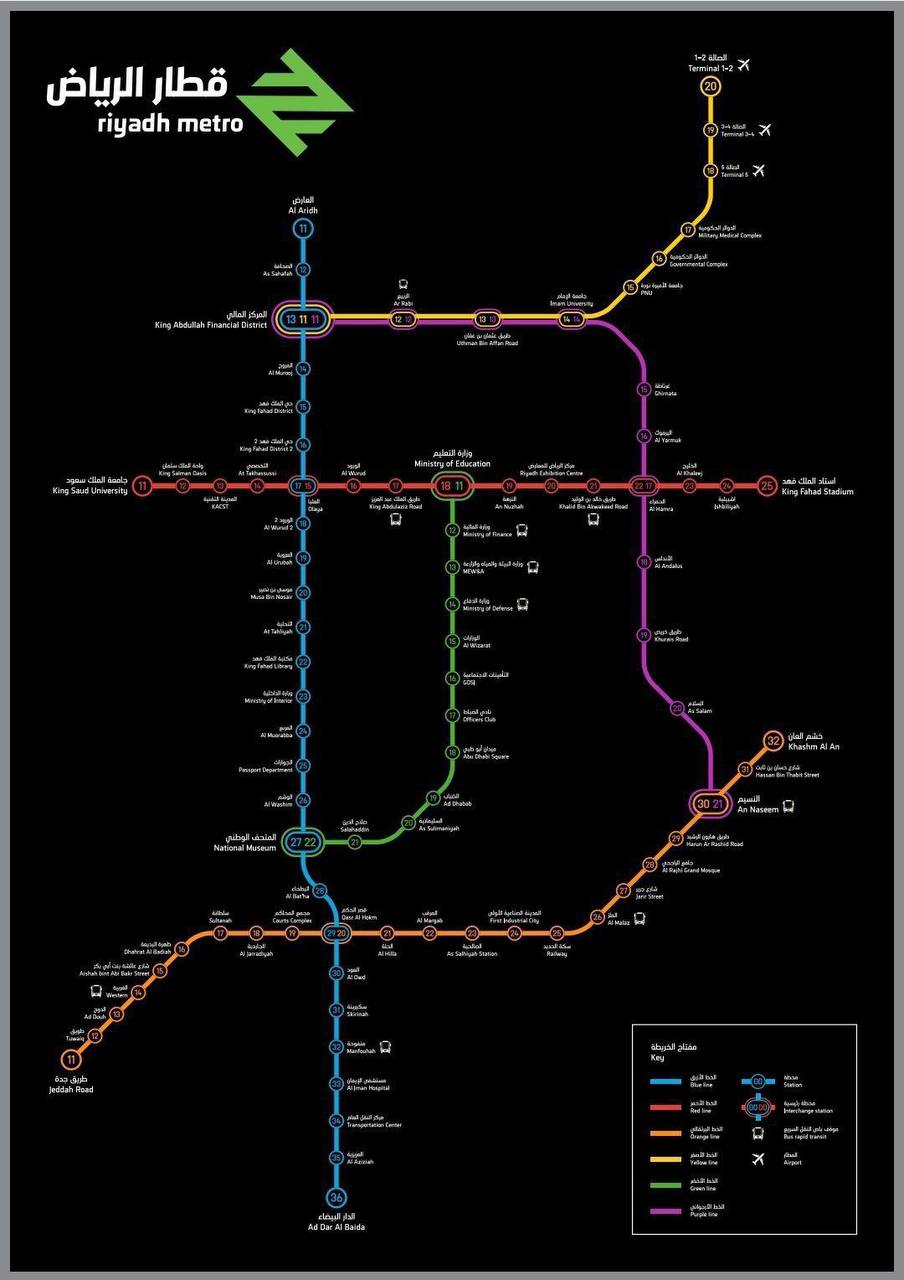 قطار الرياض
riyadh metro
الصالة 1-2
Terminal 1-2
20
19
الصالة 3-4
Terminal 3-4
18
الصالة 5
Terminal 5
17
الدوائر الحكومية
Military Medical Complex
16
الدوائر الحكومية
Governmental Complex
15
جامعة الأميرة نورة
PNU
العارض
Al Aridh
11
الصحافة
As Sahafah
12
المركز المالي
King Abdullah Financial District
13 11 11
الربيع
Ar Rabi
12 12
13 13
طريق عثمان بن عفان
Uthman Bin Affan Road
جامعة الإمام
Imam University
14 14
المروج
Al Murooj
14
حي الملك فهد
King Fahad District
15
حي الملك فهد 2
King Fahad District 2
16
15
غرناطة
Ghirnata
16
اليرموك
Al Yarmuk
جامعة الملك سعود
King Saud University
11
واحة الملك سلمان
King Salman Oasis
12
13
المدينة التقنية
KACST
التخصصي
At Takhassusi
14
17 15
العليا
Olaya
الورود
Al Wurud
16
17
طريق الملك عبد العزيز
King Abdulaziz Road
وزارة التعليم
Ministry of Education
18 11
19
النزهة
An Nuzhah
مركز الرياض للمعارض
Riyadh Exhibition Centre
20
21
طريق خالد بن الوليد
Khalid Bin Alwakeed Road
22 17
الحمراء
Al Hamra
الخليج
Al Khaleej
23
24
اشبيلية
Ishbiliyah
25
استاد الملك فهد
King Fahad Stadium
الورود 2
Al Wurud 2
18
العروبة
Al Urubah
19
موسى بن نصير
Musa Bin Nosair
20
التحلية
At Tahliyah
21
مكتبة الملك فهد
King Fahad Library
22
وزارة الداخلية
Ministry of Interior
23
المربع
Al Muorabba
24
الجوازات
Passport Department
25
الوشم
Al Washim
26
المتحف الوطني
National Museum
27 22
12
وزارة المالية
Ministry of Finance
13
وزارة البيئة والمياه والزراعة
MEW&A
14
وزارة الدفاع
Ministry of Defense
15
الوزارات
Al Wizarat
16
التأمينات الاجتماعية
GOSI
17
نادي الضباط
Officers Club
18
ميدان أبو ظبي
Abu Dhabi Square
19
الضباب
Ad Dhabab
20
السليمانية
As Sulimaniyah
صلاح الدين
Salahaddin
21
18
الأندلس
Al Andalus
19
طريق خريص
Khurais Road
20
السلام
As Salam
32
خشم العان
Khashm Al An
31
شارع حسان بن ثابت
Hassan Bin Thabit Street
30 21
النسيم
An Naseem
29
طريق هارون الرشيد
Harun Ar Rashid Road
28
جامع الراجحي
Al Rajhi Grand Mosque
27
شارع جرير
Jarir Street
26
الملز
Al Malaz
البطحاء
Al Bat'ha
28
قصر الحكم
Qasr Al Hokm
29 20
سلطانة
Sultanah
17
18
الجرادية
Al Jarradiyah
مجمع المحاكم
Courts Complex
19
21
الحلة
Al Hilla
المرقب
Al Margab
22
23
الصالحية
As Salhiyah Station
المدينة الصناعية الأولى
First Industrial City
24
25
سكة الحديد
Railway
ظهرة البديعة
Dhahrat Al Badiah
16
شارع عائشة بنت أبي بكر
Aishah bint Abi Bakr Street
15
الغربية
Western
14
الدوح
Ad Douh
13
طويق
Tuwaiq
12
11
طريق جدة
Jeddah Road
30
العود
Al Owd
31
سكيرينة
Skirinah
32
منفوحة
Manfouhah
33
مستشفى الإيمان
Al Iman Hospital
34
مركز النقل العام
Transportation Center
35
العزيزية
Al Aziziah
36
الدار البيضاء
Ad Dar Al Baida
مفتاح الخريطة
Key
الخط الأزرق
Blue line
الخط الأحمر
Red line
الخط البرتقالي
Orange line
الخط الأصفر
Yellow line
الخط الأخضر
Green line
الخط الأرجواني
Purple line
00
محطة
Station
00 00
محطة رئيسية
Interchange station
موقف باص النقل السريع
Bus rapid transit
المطار
Airport